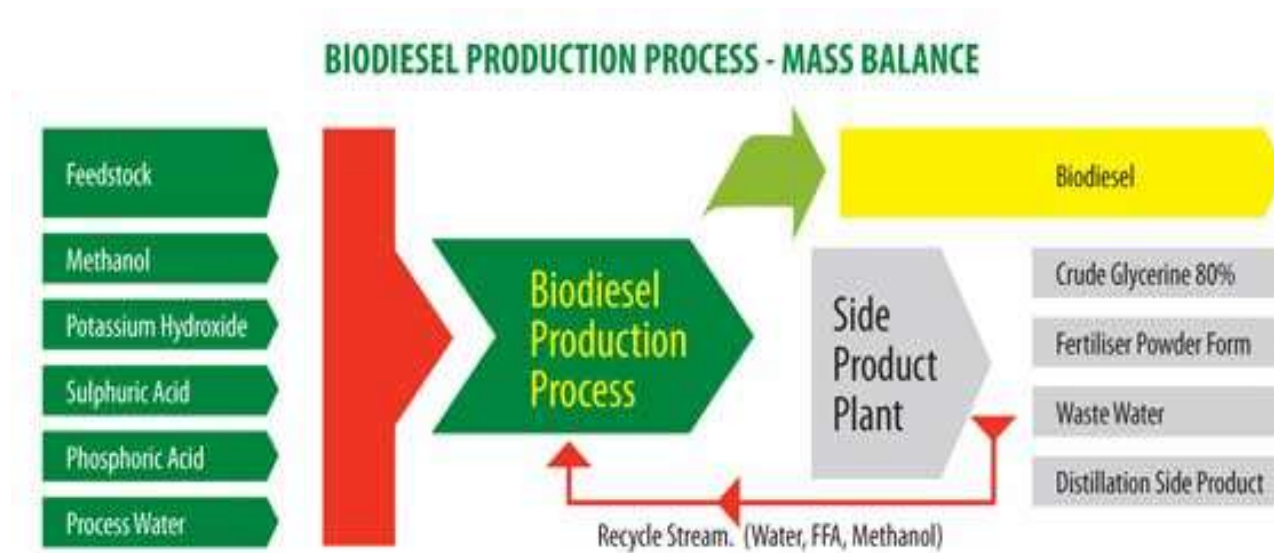 BIODIESEL PRODUCTION PROCESS - MASS BALANCE
Feedstock
Methanol
Potassium Hydroxide
Sulphuric Acid
Phosphoric Acid
Process Water
Biodiesel
Production
Process
Biodiesel
Side
Product
Plant
Crude Glycerine 80%
Fertiliser Powder Form
Waste Water
Distillation Side Product
Recycle Stream. (Water, FFA, Methanol)